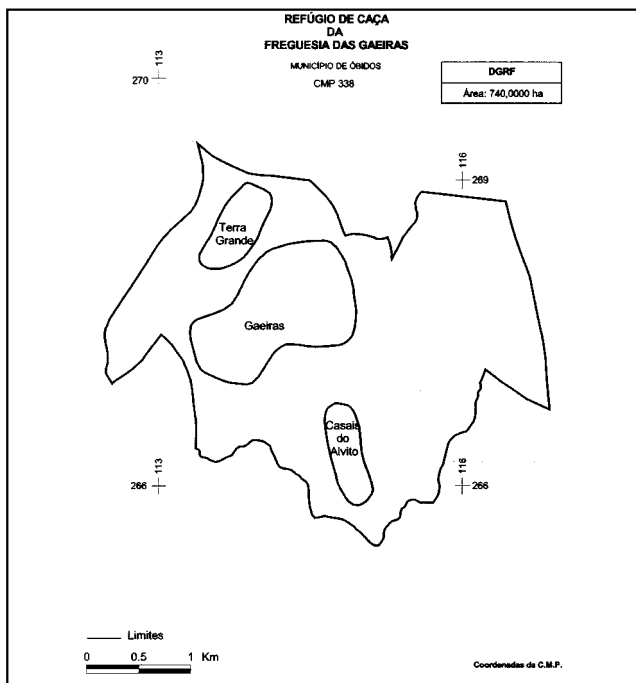 REFÚGIO DE CAÇA
DA
FREGUESIA DAS GAEIRAS
MUNICÍPIO DE ÓBIDOS
CMP 338
DGRF
Área: 740,0000 ha
113
270
116
269
Terra
Grande
Gaeiras
Casais
do
Alvito
113
266
116
266
Limites
0 0.5 1 Km
Coordenadas da C.M.P.